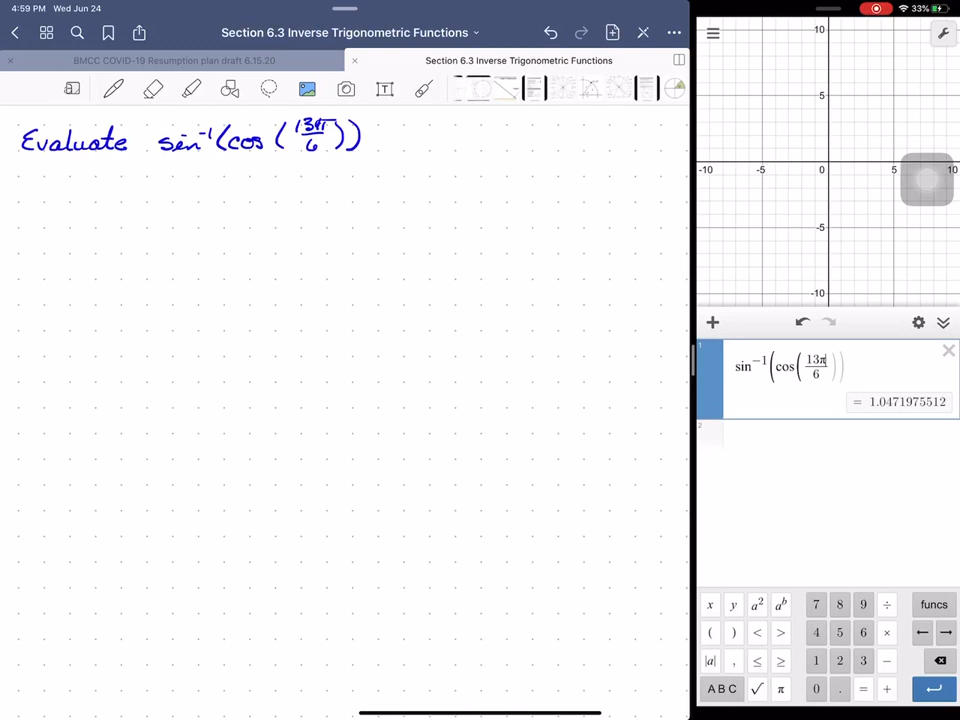 4:59 PM Wed Jun 24
33%
Section 6.3 Inverse Trigonometric Functions
BMCC COVID-19 Resumption plan draft 6.15.20
Section 6.3 Inverse Trigonometric Functions
Evaluate sin⁻¹(cos(13π/6))
10
5
-10 -5 0 5 10
-5
-10
1
sin⁻¹(cos(13π/6))
= 1.0471975512
2
x y a² aᵇ 7 8 9 ÷ funcs
( ) < > 4 5 6 × ← →
|a| , ≤ ≥ 1 2 3 −
A B C √ π 0 . = +